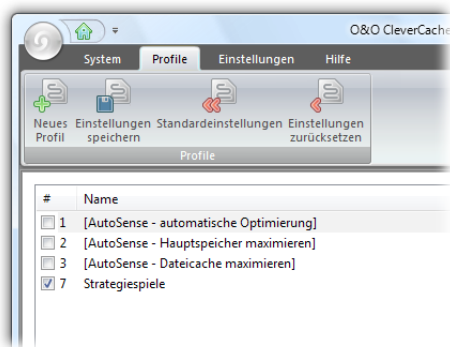 O&O CleverCache
System Profile Einstellungen Hilfe
Neues Einstellungen Standardeinstellungen Einstellungen
Profil speichern zurücksetzen
Profile
# Name
1 [AutoSense - automatische Optimierung]
2 [AutoSense - Hauptspeicher maximieren]
3 [AutoSense - Dateicache maximieren]
7 Strategiespiele